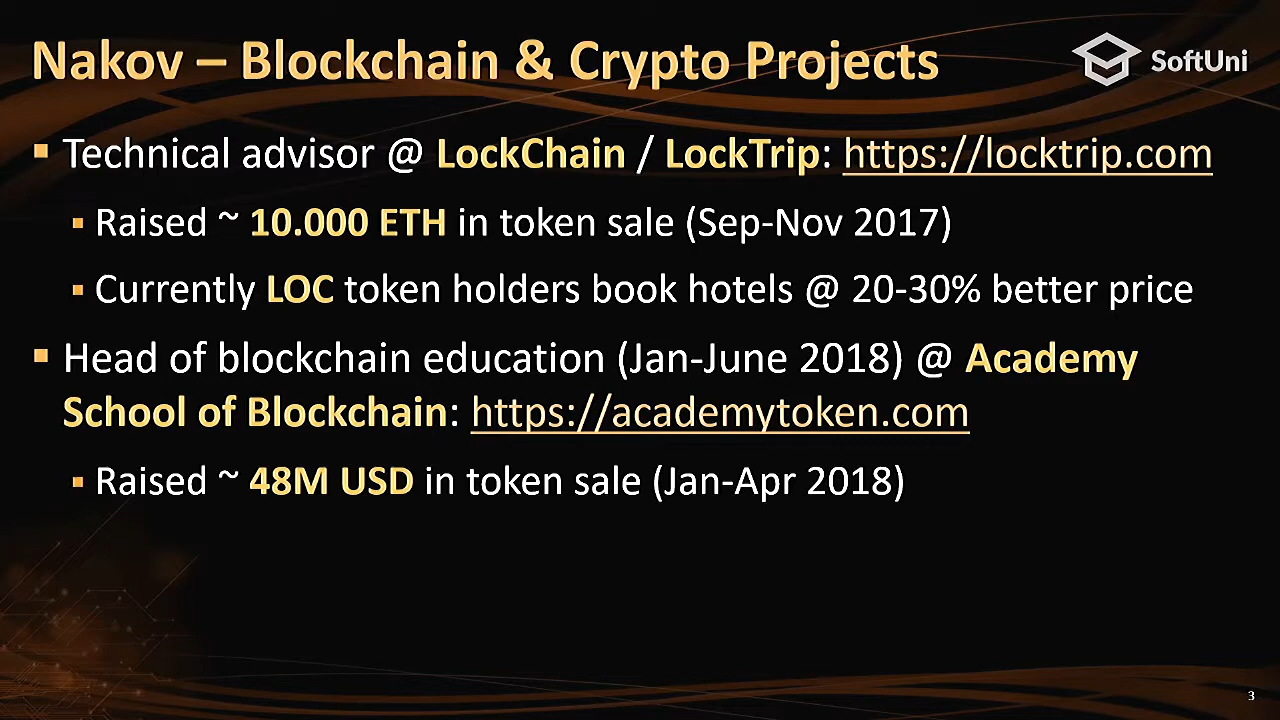 Nakov – Blockchain & Crypto Projects
SoftUni
▪ Technical advisor @ LockChain / LockTrip: https://locktrip.com
▪ Raised ~ 10.000 ETH in token sale (Sep-Nov 2017)
▪ Currently LOC token holders book hotels @ 20-30% better price
▪ Head of blockchain education (Jan-June 2018) @ Academy
School of Blockchain: https://academytoken.com
▪ Raised ~ 48M USD in token sale (Jan-Apr 2018)
3